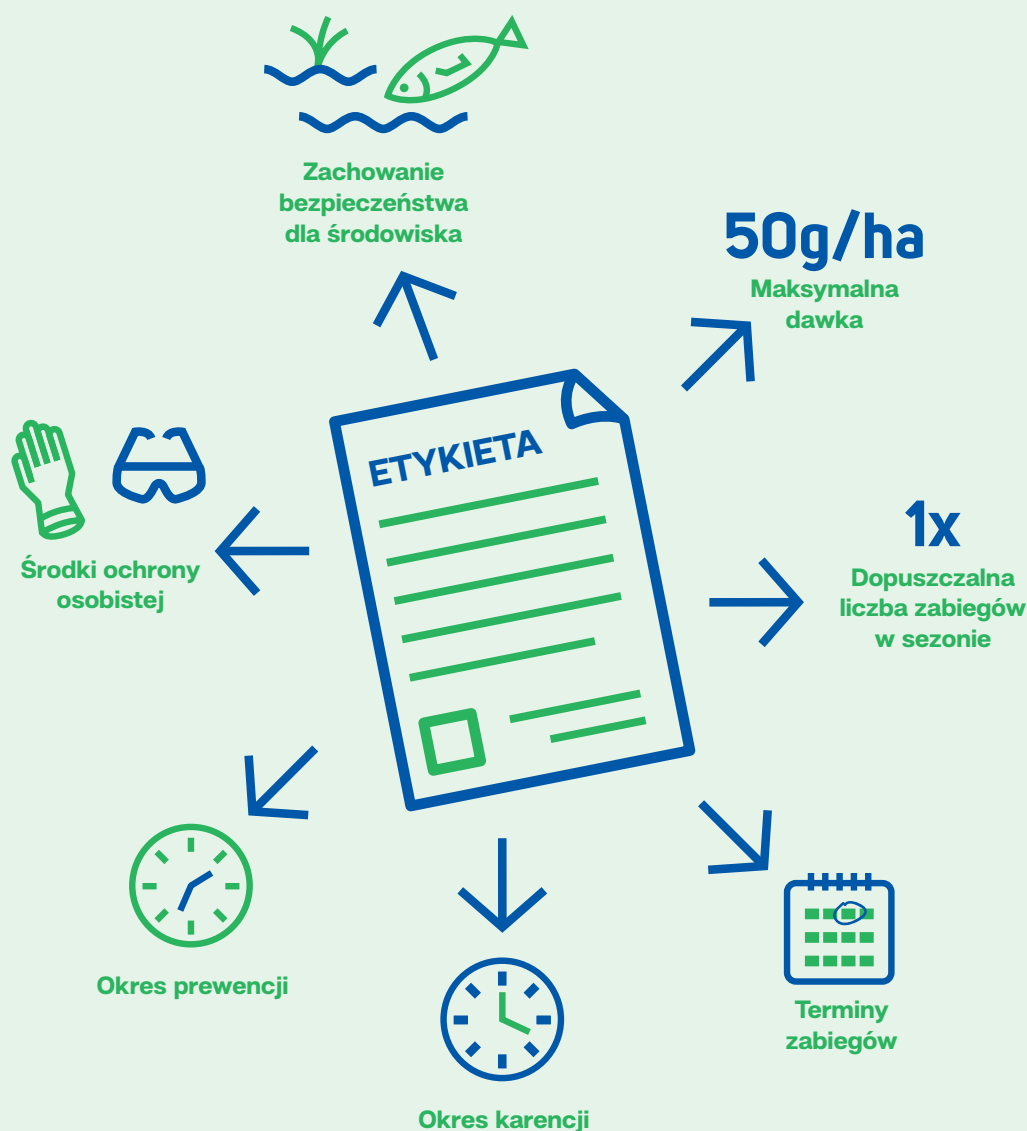 Zachowanie
bezpieczeństwa
dla środowiska
50g/ha
Maksymalna
dawka
ETYKIETA
Środki ochrony
osobistej
1x
Dopuszczalna
liczba zabiegów
w sezonie
Okres prewencji
Terminy
zabiegów
Okres karencji